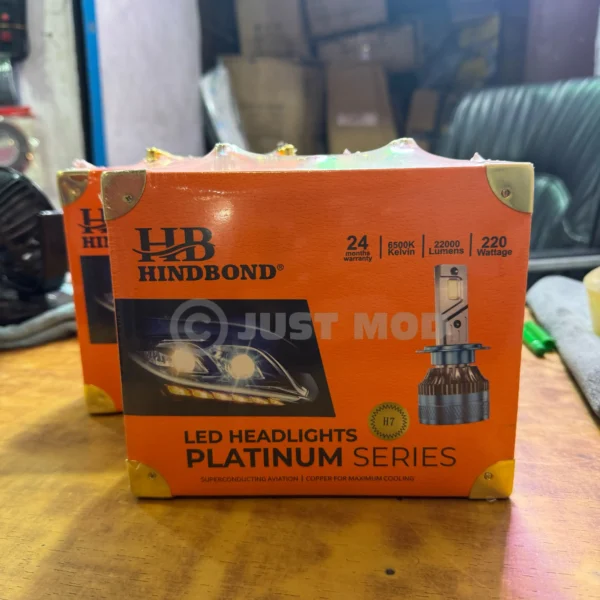 HB
HINDBOND®
24
months
warranty
6500K
Kelvin
22000
Lumens
220
Wattage
© JUST MOD
H7
LED HEADLIGHTS
PLATINUM SERIES
SUPERCONDUCTING AVIATION | COPPER FOR MAXIMUM COOLING